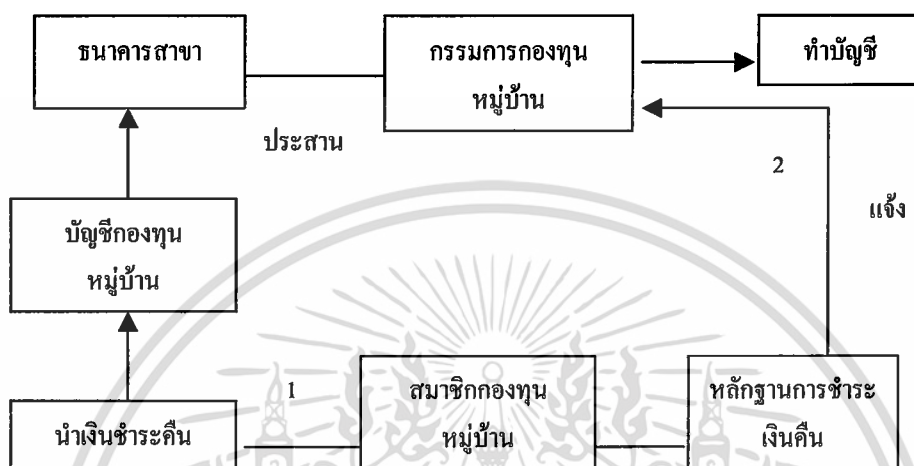 ธนาคารสาขา
กรรมการกองทุน
หมู่บ้าน
ทำบัญชี
ประสาน
2
แจ้ง
บัญชีกองทุน
หมู่บ้าน
1
นำเงินชำระคืน
สมาชิกกองทุน
หมู่บ้าน
หลักฐานการชำระ
เงินคืน